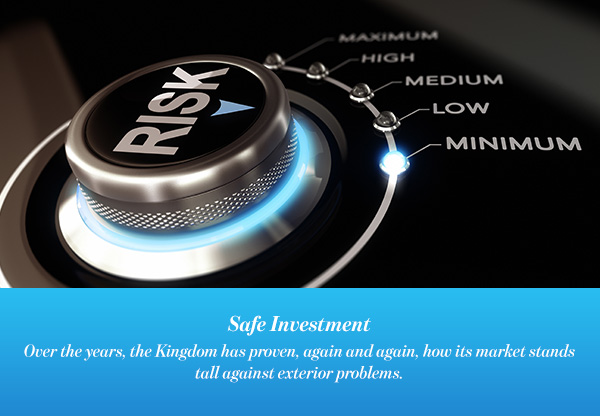 MAXIMUM
HIGH
MEDIUM
LOW
MINIMUM
RISK
Safe Investment
Over the years, the Kingdom has proven, again and again, how its market stands
tall against exterior problems.